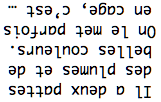 Il a deux pattes
des plumes et de
belles couleurs.
On le met parfois
en cage, c'est …